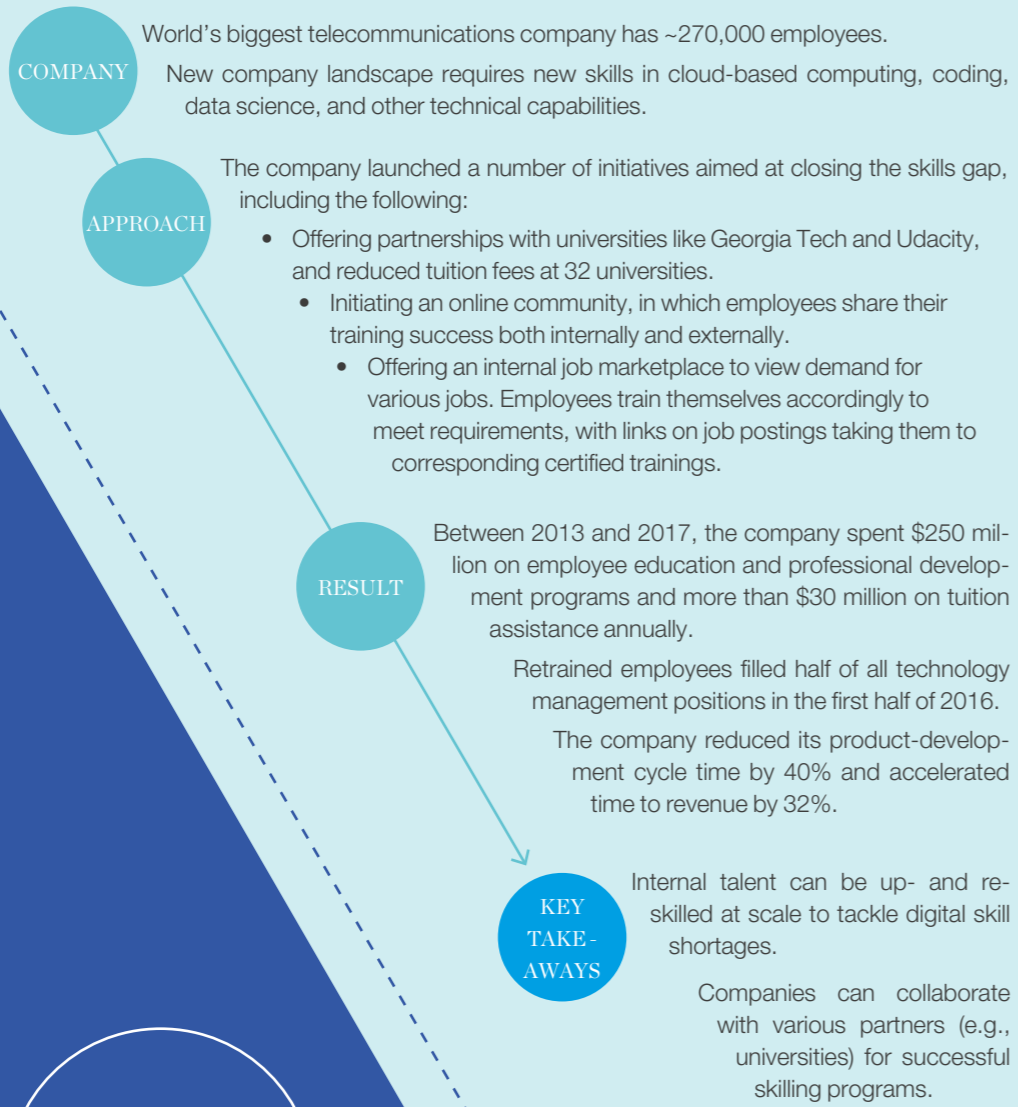 COMPANY
World's biggest telecommunications company has ~270,000 employees.
New company landscape requires new skills in cloud-based computing, coding,
data science, and other technical capabilities.
APPROACH
The company launched a number of initiatives aimed at closing the skills gap,
including the following:
• Offering partnerships with universities like Georgia Tech and Udacity,
and reduced tuition fees at 32 universities.
• Initiating an online community, in which employees share their
training success both internally and externally.
• Offering an internal job marketplace to view demand for
various jobs. Employees train themselves accordingly to
meet requirements, with links on job postings taking them to
corresponding certified trainings.
RESULT
Between 2013 and 2017, the company spent $250 mil-
lion on employee education and professional develop-
ment programs and more than $30 million on tuition
assistance annually.
Retrained employees filled half of all technology
management positions in the first half of 2016.
The company reduced its product-develop-
ment cycle time by 40% and accelerated
time to revenue by 32%.
KEY
TAKE-
AWAYS
Internal talent can be up- and re-
skilled at scale to tackle digital skill
shortages.
Companies can collaborate
with various partners (e.g.,
universities) for successful
skilling programs.